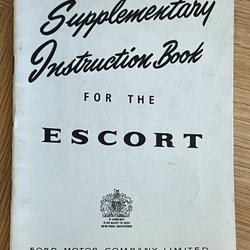 Supplementary
Instruction Book
FOR THE
ESCORT
FORD MOTOR COMPANY LIMITED